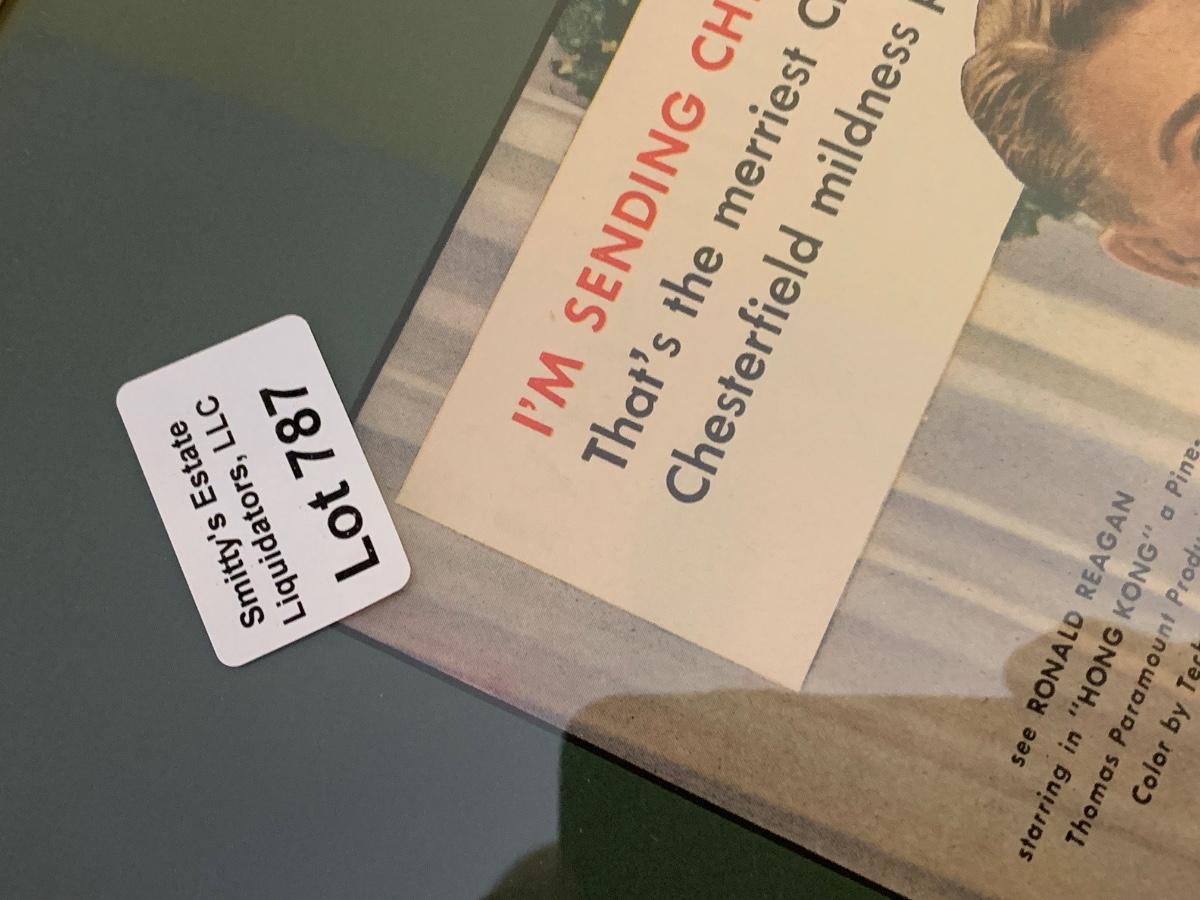 Smitty's Estate
Liquidators, LLC
Lot 787
I'M SENDING
That's the merriest
Chesterfield mildness
see RONALD REAGAN
starring in "HONG KONG" a Pine-
Thomas Paramount
Color by